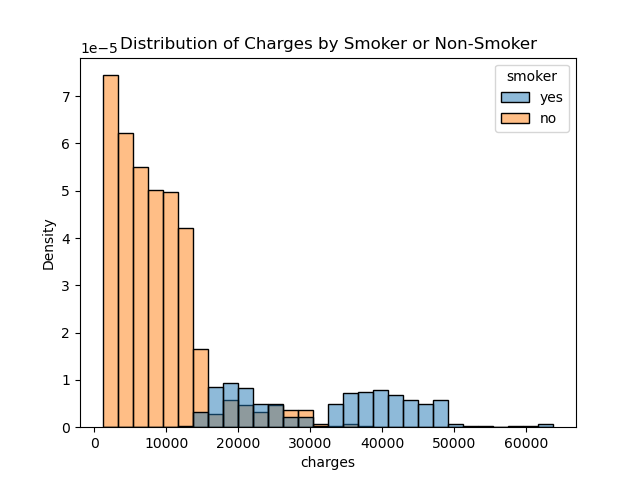 Distribution of Charges by Smoker or Non-Smoker
1e−5
7
6
5
4
3
2
1
0
Density
0 10000 20000 30000 40000 50000 60000
charges
smoker
yes
no